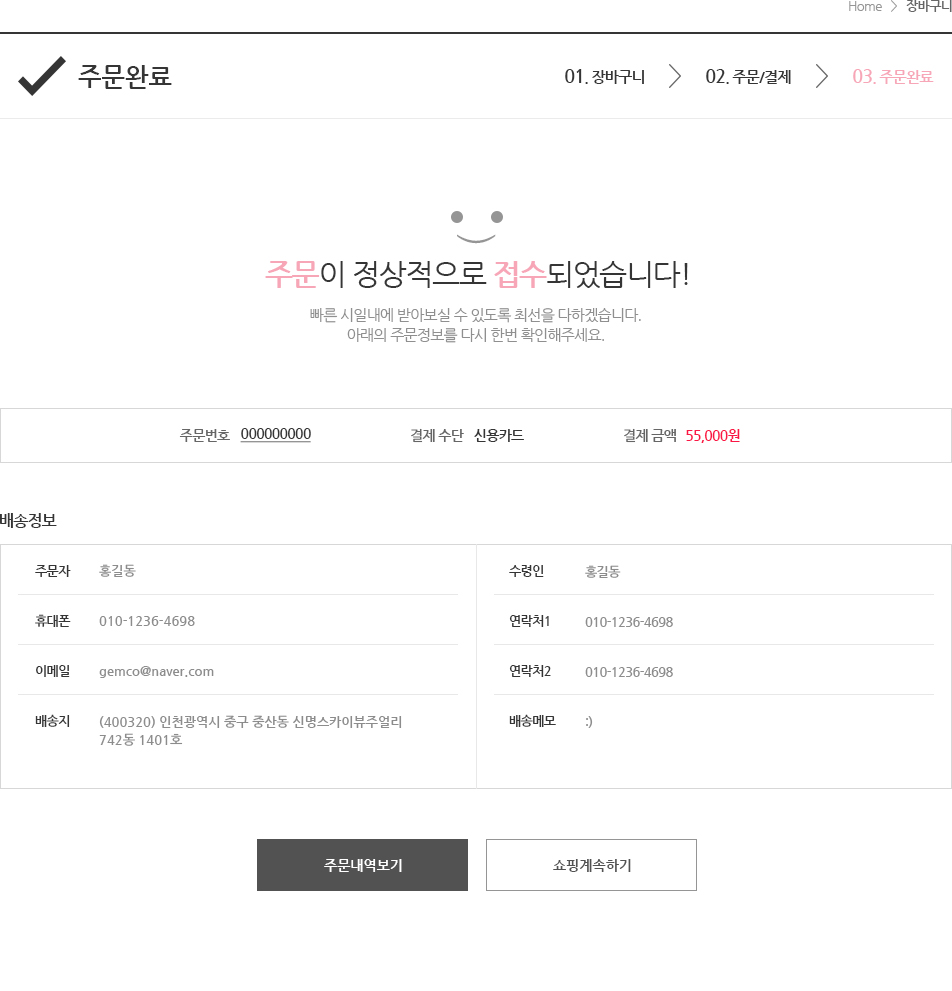 Home > 장바구니
주문완료
01. 장바구니 > 02. 주문/결제 > 03. 주문완료
주문이 정상적으로 접수되었습니다!
빠른 시일내에 받아보실 수 있도록 최선을 다하겠습니다.
아래의 주문정보를 다시 한번 확인해주세요.
주문번호 000000000 결제 수단 신용카드 결제 금액 55,000원
배송정보
주문자 홍길동
휴대폰 010-1236-4698
이메일 gemco@naver.com
배송지 (400320) 인천광역시 중구 중산동 신명스카이뷰주얼리
742동 1401호
수령인 홍길동
연락처1 010-1236-4698
연락처2 010-1236-4698
배송메모 :)
주문내역보기
쇼핑계속하기